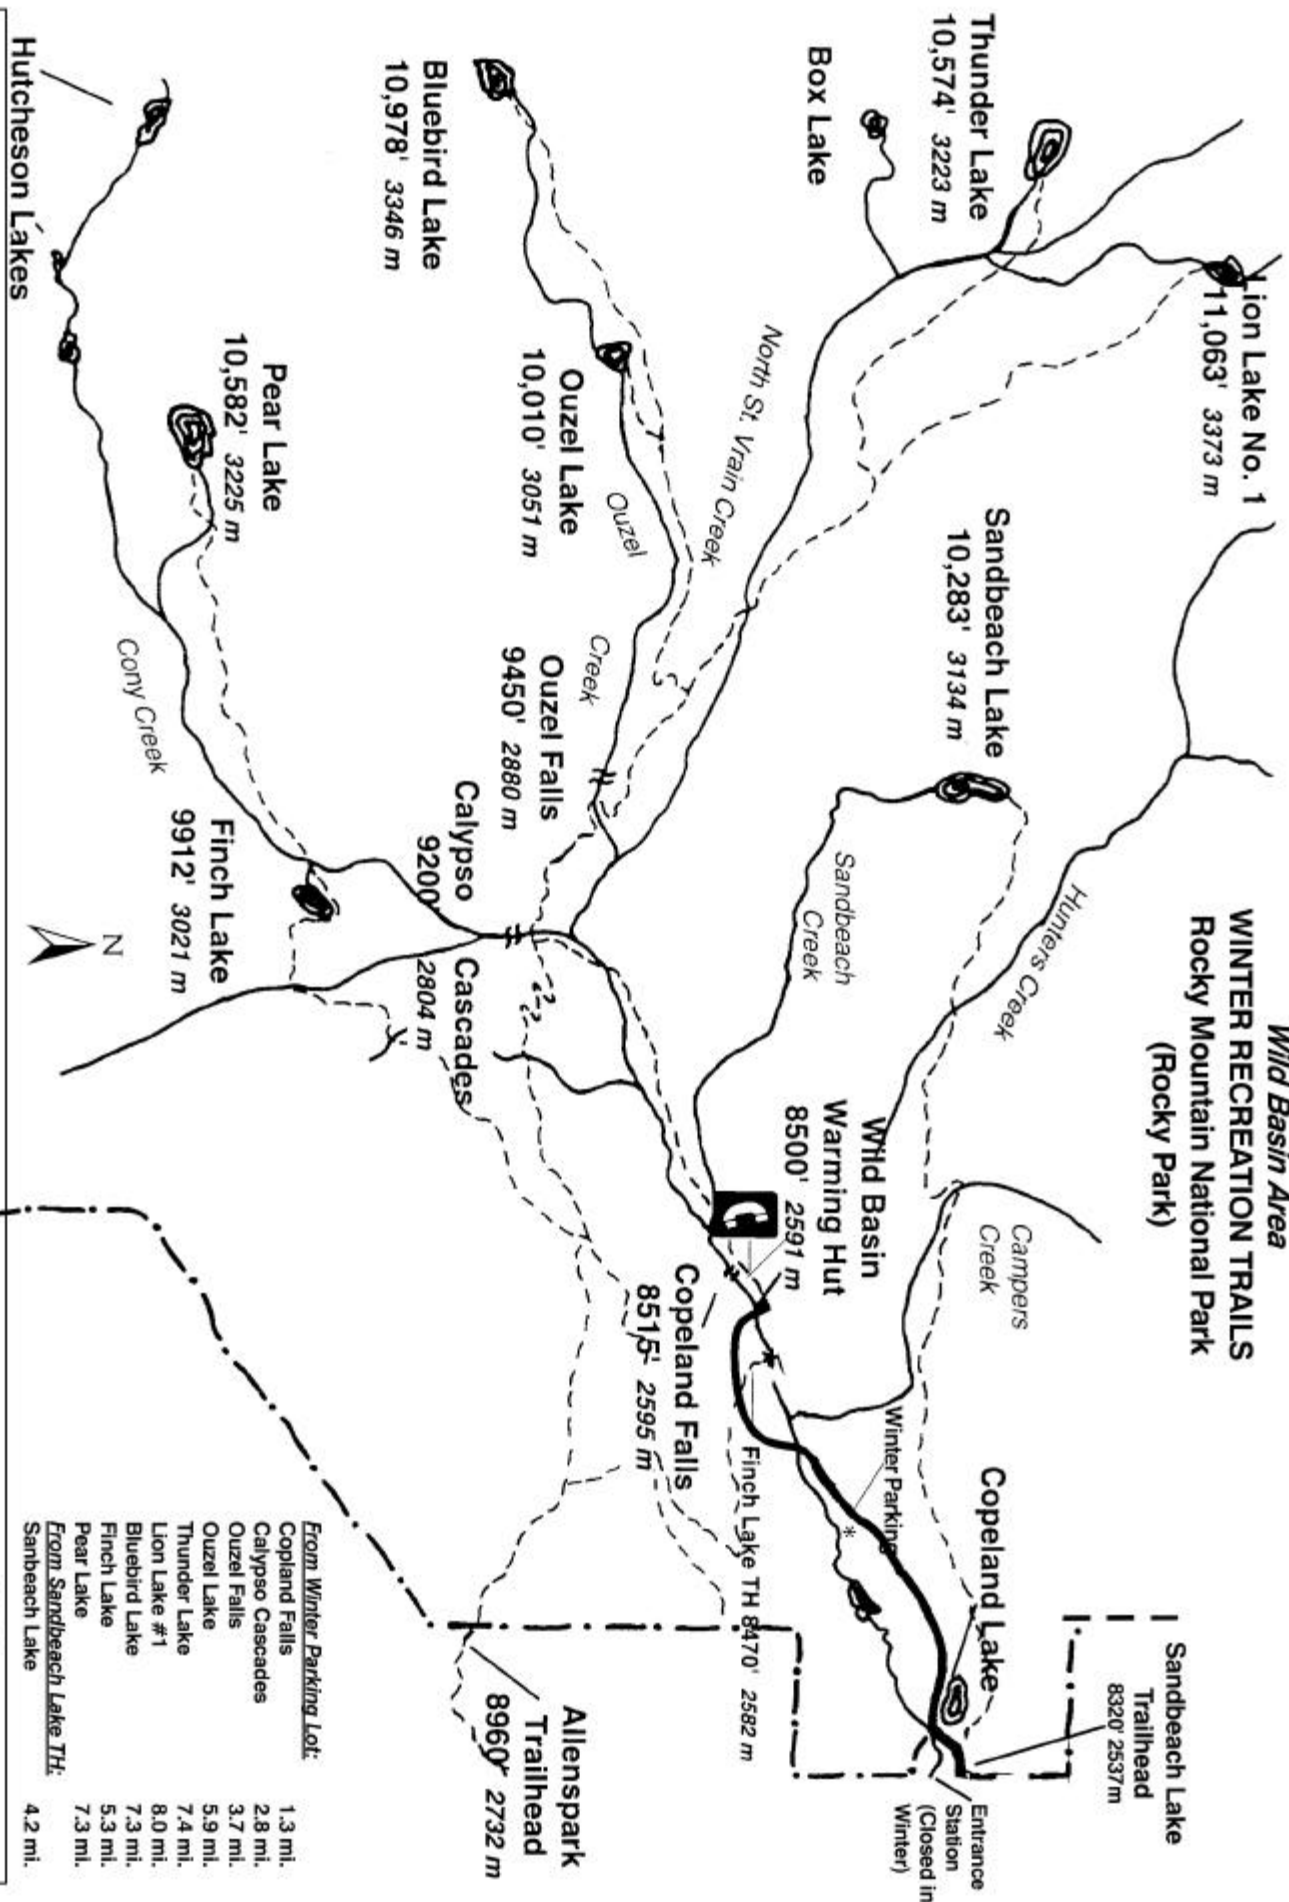 Wild Basin Area
WINTER RECREATION TRAILS
Rocky Mountain National Park
(Rocky Park)
Lion Lake No. 1
11,063' 3373 m
Thunder Lake
10,574' 3223 m
Box Lake
Sandbeach Lake
10,283' 3134 m
Hunters Creek
Sandbeach
Creek
Campers
Creek
Sandbeach Lake
Trailhead
8320' 2537m
Entrance
Station
(Closed in
Winter)
Copeland Lake
Winter Parking
*
Wild Basin
Warming Hut
8500' 2591 m
Finch Lake TH 8470' 2582 m
Copeland Falls
8515' 2595 m
North St. Vrain Creek
Bluebird Lake
10,978' 3346 m
Ouzel Lake
10,010' 3051 m
Ouzel
Creek
Ouzel Falls
9450' 2880 m
Calypso Cascades
9200' 2804 m
Pear Lake
10,582' 3225 m
Cony Creek
Finch Lake
9912' 3021 m
Hutcheson Lakes
N
Allenspark
Trailhead
8960' 2732 m
From Winter Parking Lot:
Copland Falls 1.3 mi.
Calypso Cascades 2.8 mi.
Ouzel Falls 3.7 mi.
Ouzel Lake 5.9 mi.
Thunder Lake 7.4 mi.
Lion Lake #1 8.0 mi.
Bluebird Lake 7.3 mi.
Finch Lake 5.3 mi.
Pear Lake 7.3 mi.
From Sandbeach Lake TH:
Sanbeach Lake 4.2 mi.